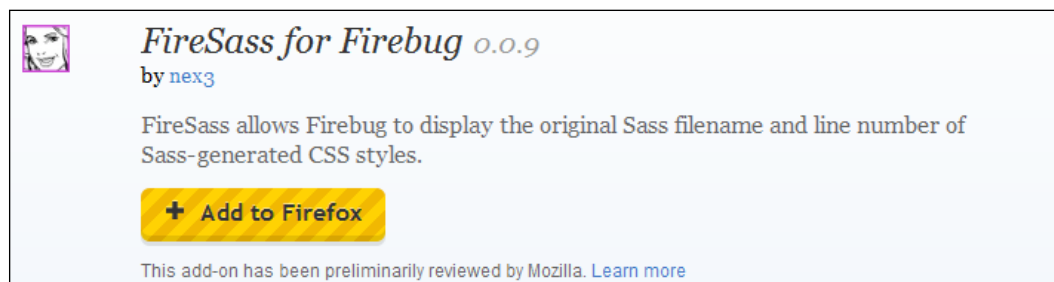 FireSass for Firebug 0.0.9
by nex3
FireSass allows Firebug to display the original Sass filename and line number of
Sass-generated CSS styles.
+ Add to Firefox
This add-on has been preliminarily reviewed by Mozilla. Learn more